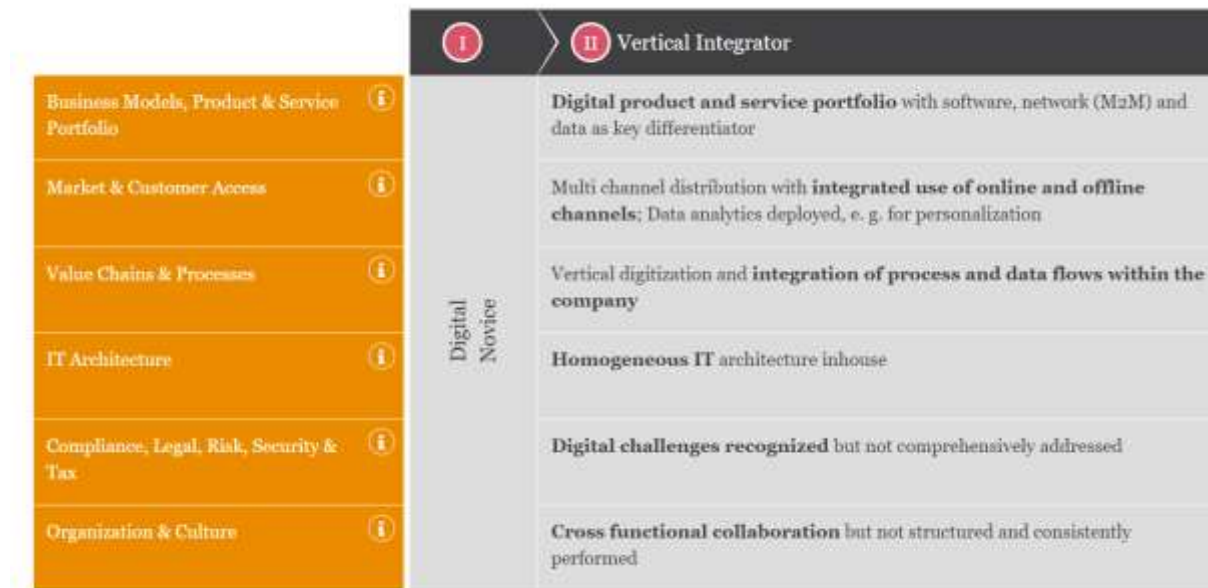 I
II Vertical Integrator
Business Models, Product & Service
Portfolio
Digital product and service portfolio with software, network (M2M) and
data as key differentiator
Market & Customer Access
Multi channel distribution with integrated use of online and offline
channels; Data analytics deployed, e. g. for personalization
Value Chains & Processes
Vertical digitization and integration of process and data flows within the
company
Digital
Novice
IT Architecture
Homogeneous IT architecture inhouse
Compliance, Legal, Risk, Security &
Tax
Digital challenges recognized but not comprehensively addressed
Organization & Culture
Cross functional collaboration but not structured and consistently
performed